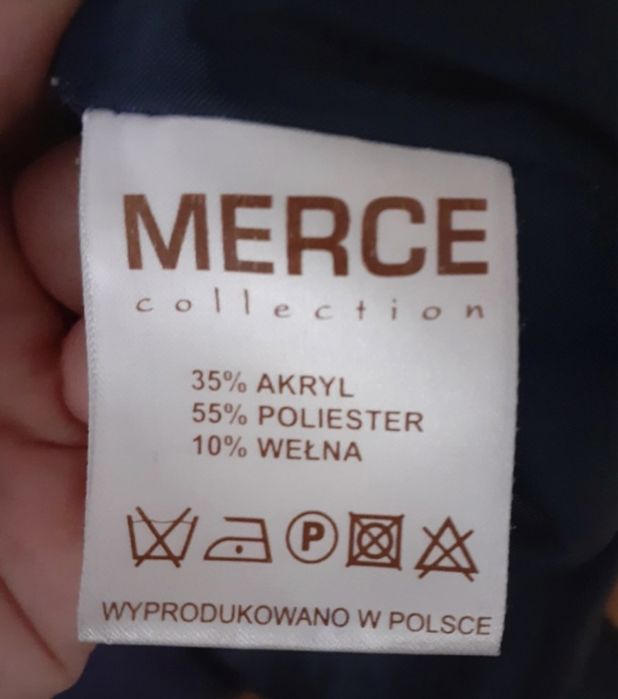 MERCE
collection
35% AKRYL
55% POLIESTER
10% WEŁNA
P
WYPRODUKOWANO W POLSCE